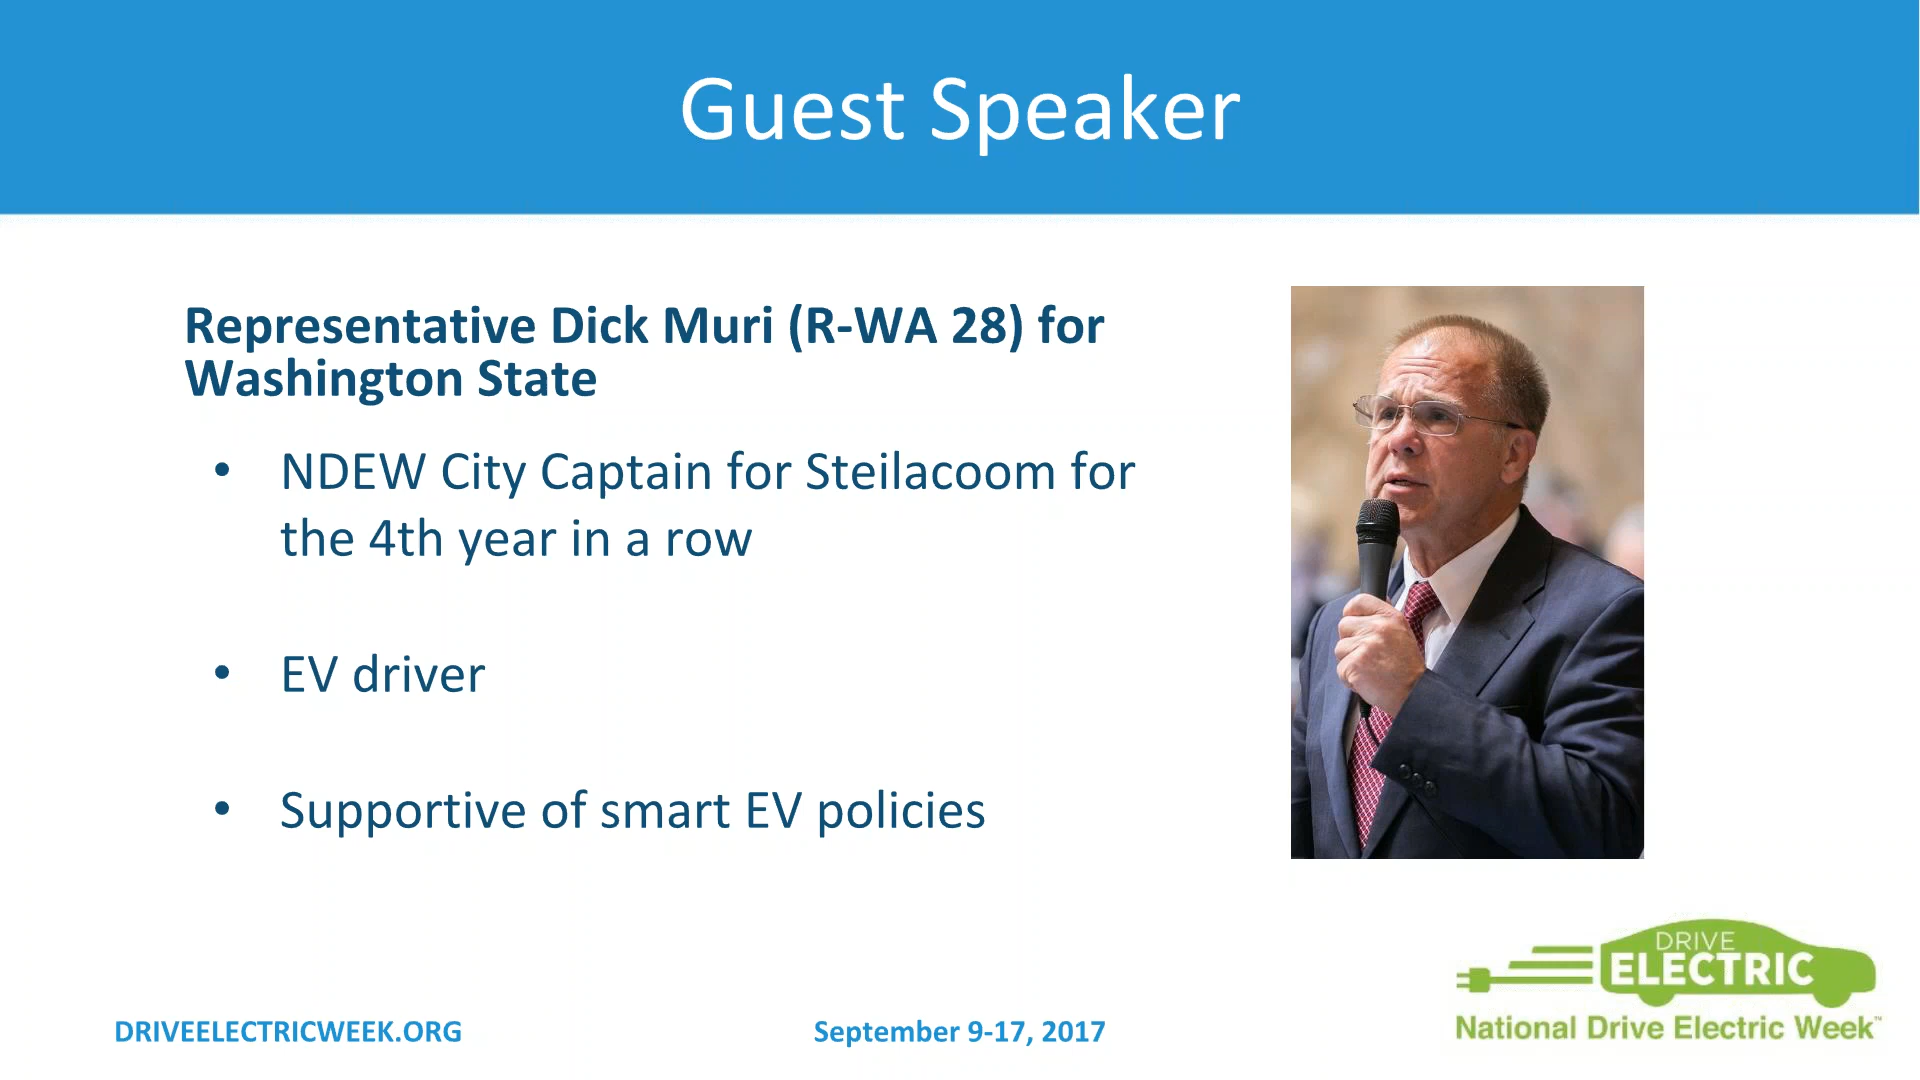 Guest Speaker
Representative Dick Muri (R-WA 28) for
Washington State
• NDEW City Captain for Steilacoom for
the 4th year in a row
• EV driver
• Supportive of smart EV policies
DRIVE
ELECTRIC
National Drive Electric Week™
DRIVEELECTRICWEEK.ORG
September 9-17, 2017